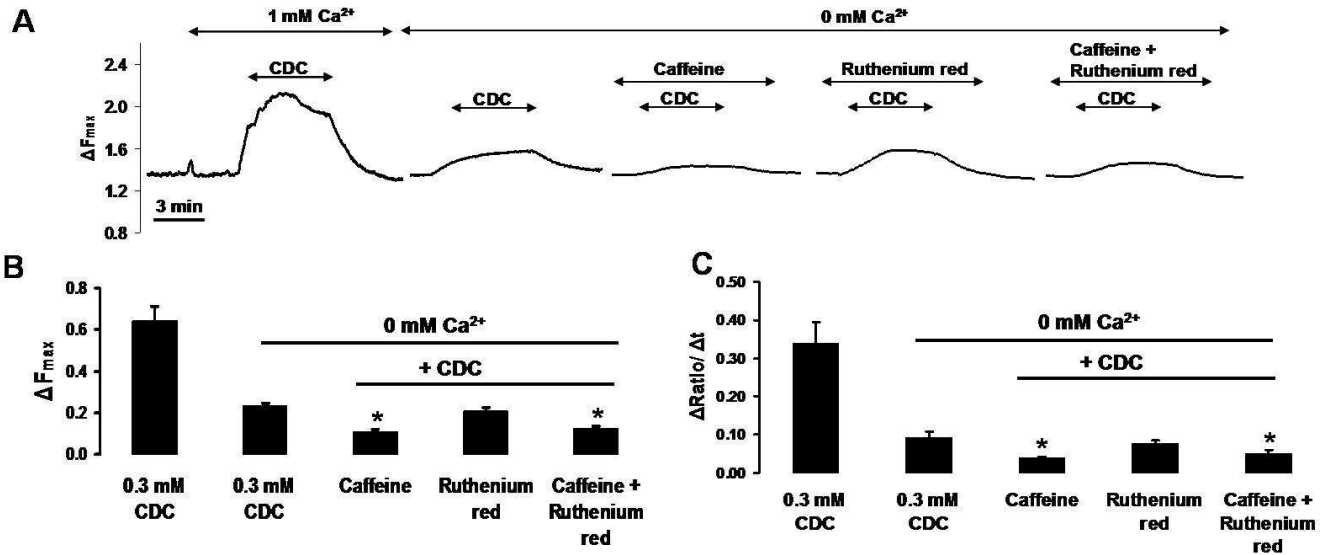 A
1 mM Ca²⁺
0 mM Ca²⁺
CDC
CDC
Caffeine
CDC
Ruthenium red
CDC
Caffeine +
Ruthenium red
CDC
ΔFmax
2.4
2.0
1.6
1.2
0.8
3 min
B
ΔFmax
0.8
0.6
0.4
0.2
0.0
0 mM Ca²⁺
+ CDC
*
*
0.3 mM
CDC
0.3 mM
CDC
Caffeine
Ruthenium
red
Caffeine +
Ruthenium
red
C
ΔRatio/ Δt
0.50
0.40
0.30
0.20
0.10
0.00
0 mM Ca²⁺
+ CDC
*
*
0.3 mM
CDC
0.3 mM
CDC
Caffeine
Ruthenium
red
Caffeine +
Ruthenium
red